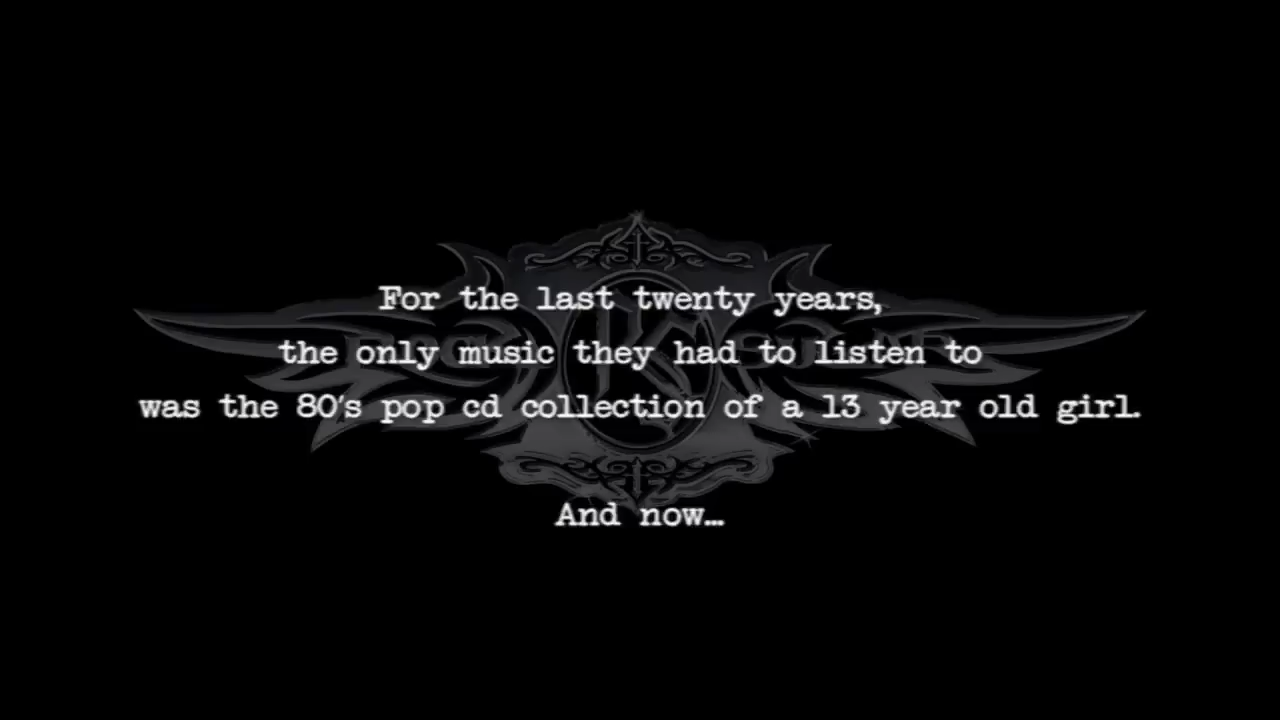 For the last twenty years,
the only music they had to listen to
was the 80's pop cd collection of a 13 year old girl.
And now...